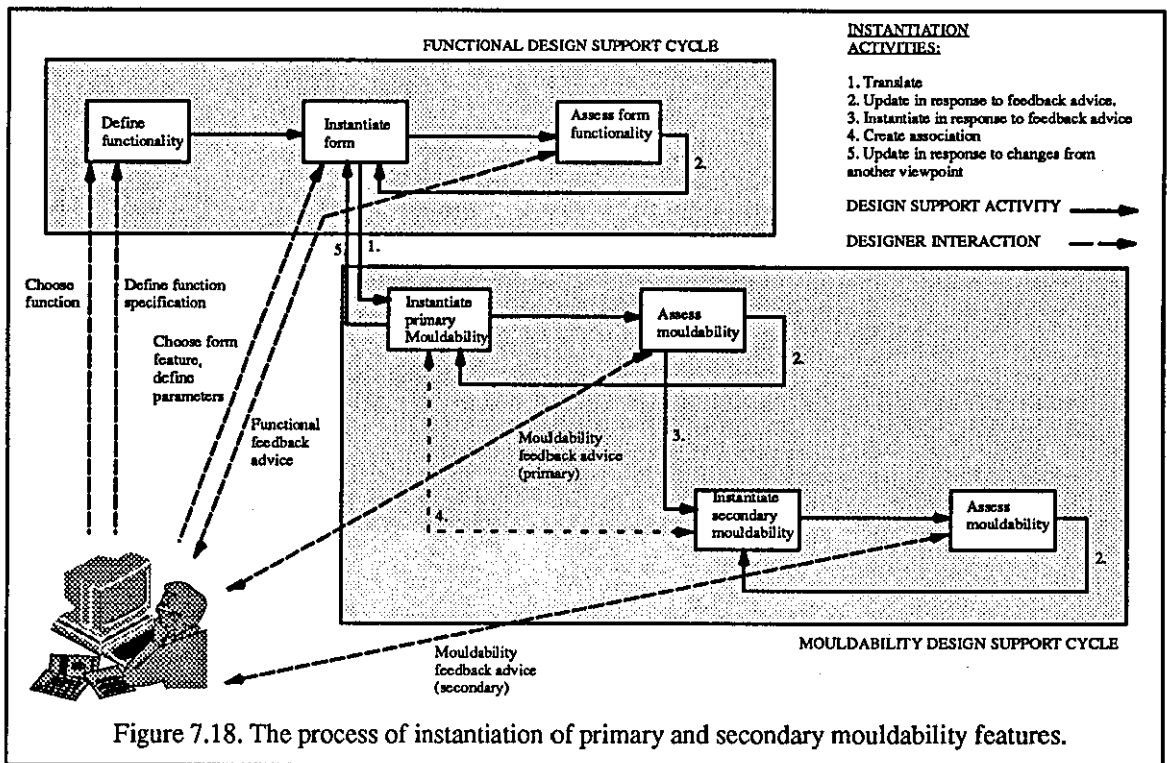 FUNCTIONAL DESIGN SUPPORT CYCLE
INSTANTIATION
ACTIVITIES:
1. Translate
2. Update in response to feedback advice.
3. Instantiate in response to feedback advice
4. Create association
5. Update in response to changes from
another viewpoint
DESIGN SUPPORT ACTIVITY
DESIGNER INTERACTION
Define
functionality
Instantiate
form
Assess form
functionality
2.
5.
1.
Choose
function
Define function
specification
Choose form
feature,
define
parameters
Functional
feedback
advice
Instantiate
primary
Mouldability
Assess
mouldability
2.
Mouldability
feedback advice
(primary)
3.
4.
Instantiate
secondary
mouldability
Assess
mouldability
2.
MOULDABILITY DESIGN SUPPORT CYCLE
Mouldability
feedback advice
(secondary)
Figure 7.18. The process of instantiation of primary and secondary mouldability features.